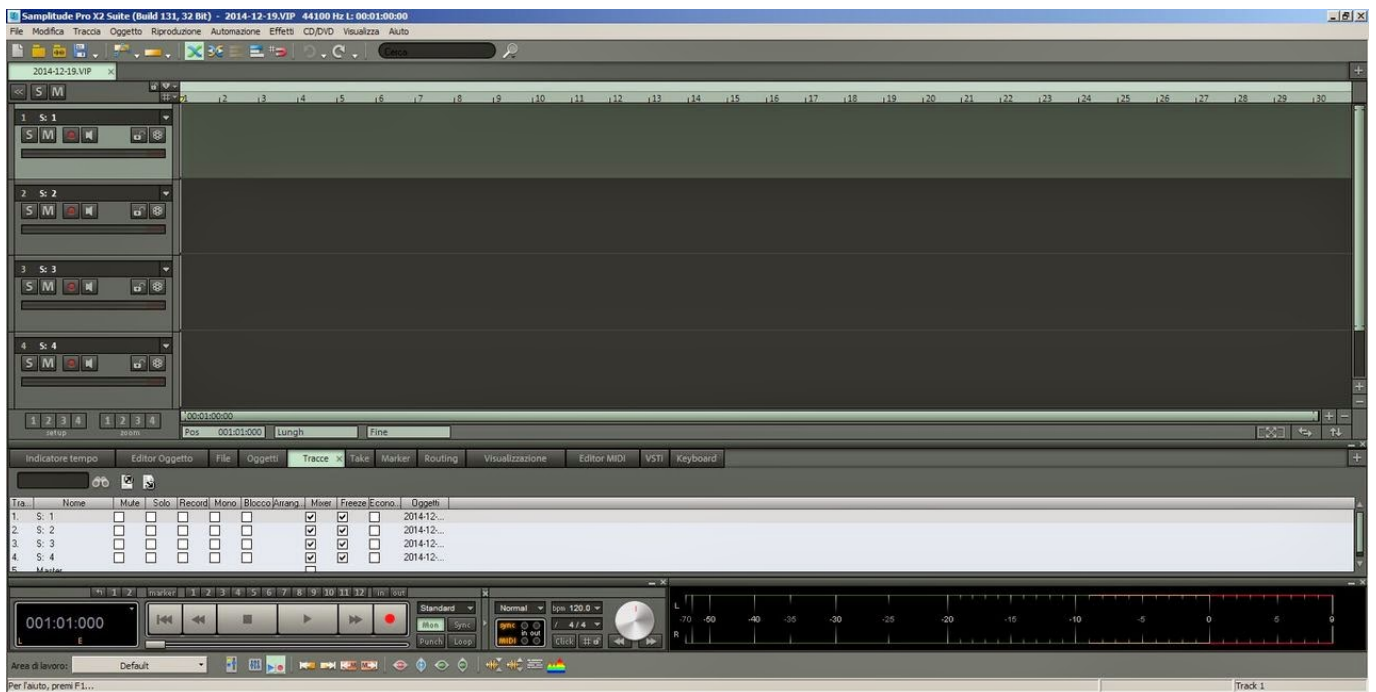 Samplitude Pro X2 Suite (Build 131, 32 Bit) - 2014-12-19.VIP 44100 Hz L: 00:01:00:00
File Modifica Traccia Oggetto Riproduzione Automazione Effetti CD/DVD Visualizza Aiuto
Cerca
2014-12-19.VIP
S M
1 2 3 4 5 6 7 8 9 10 11 12 13 14 15 16 17 18 19 20 21 22 23 24 25 26 27 28 29 30
1 S: 1
S M
2 S: 2
S M
3 S: 3
S M
4 S: 4
S M
1 2 3 4 1 2 3 4
00:01:00:00
setup zoom
Pos 001:01:000 Lungh Fine
Indicatore tempo Editor Oggetto File Oggetti Tracce Take Marker Routing Visualizzazione Editor MIDI VSTI Keyboard
Tra... Nome Mute Solo Record Mono Blocco Arrang... Mixer Freeze Econo... Oggetti
1. S: 1 2014-12-...
2. S: 2 2014-12-...
3. S: 3 2014-12-...
4. S: 4 2014-12-...
5. Master
1 2 marker 1 2 3 4 5 6 7 8 9 10 11 12 in out
001:01:000
L E
Standard
Mon Sync
Punch Loop
Normal bpm 120.0
sync in out 4/4
MIDI Click
L
-70 -50 -40 -35 -30 -25 -20 -15 -10 -5 0 5 9
R
Area di lavoro: Default
Per l'aiuto, premi F1...
Track 1